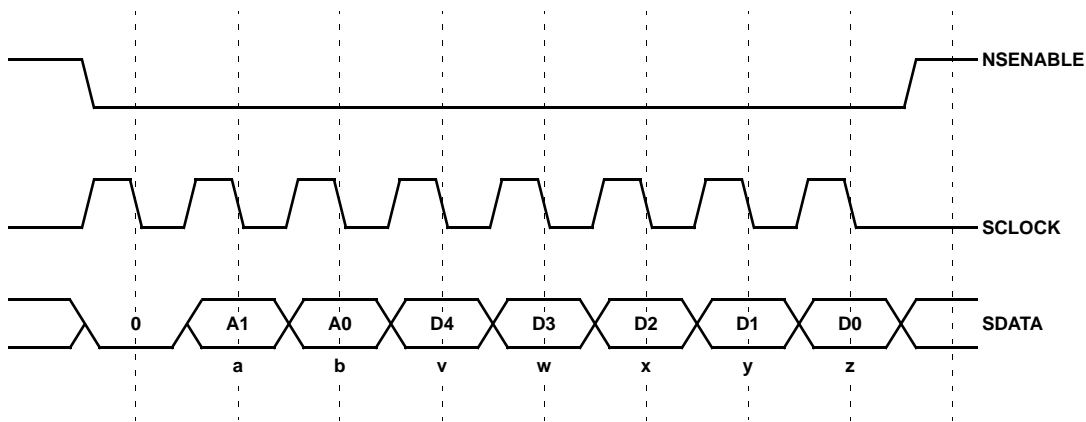 NSENABLE
SCLOCK
0 A1 A0 D4 D3 D2 D1 D0 SDATA
a b v w x y z